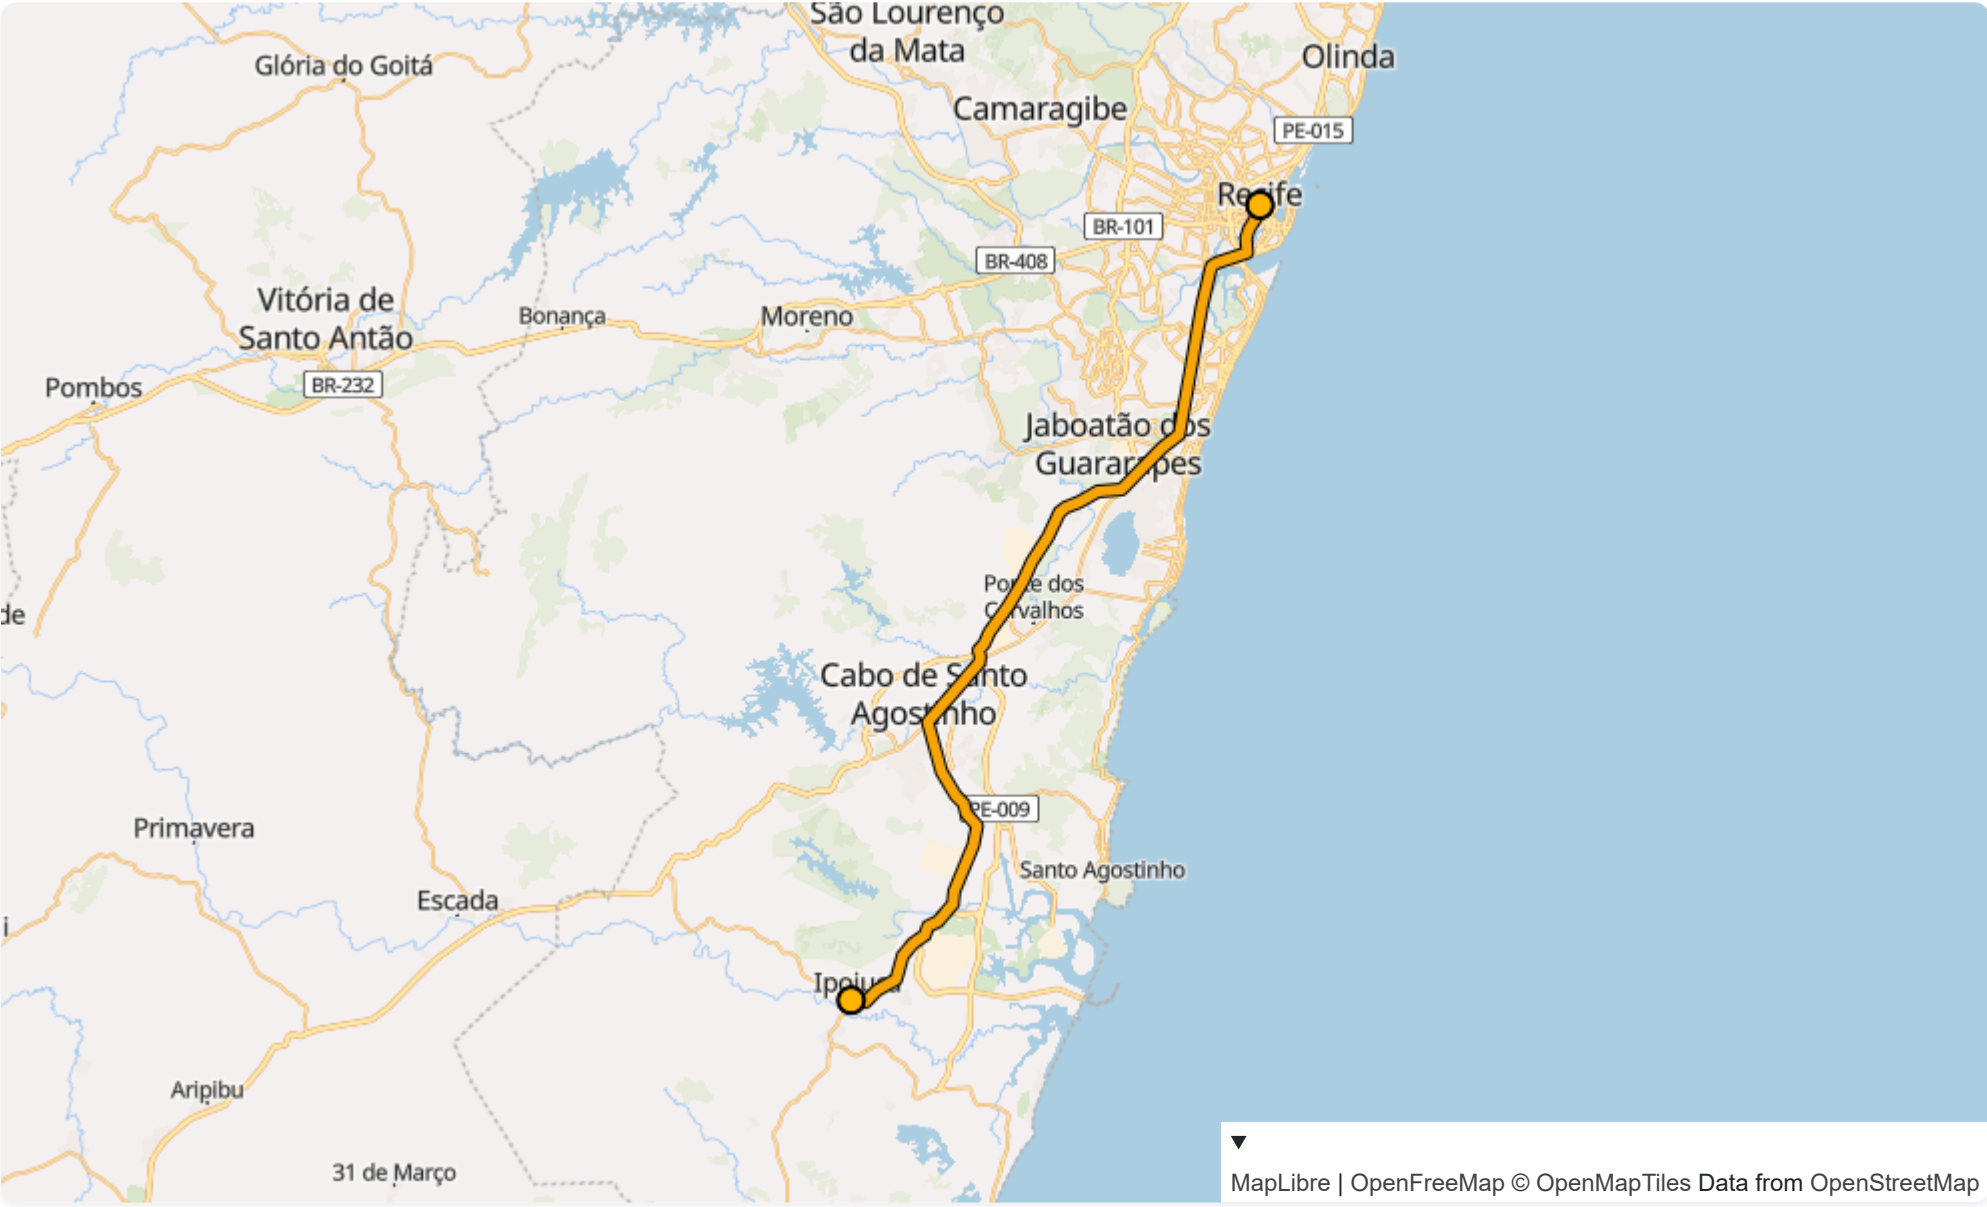 São Lourenço
da Mata
Olinda
Glória do Goitá
Camaragibe
PE-015
Recife
BR-101
BR-408
Vitória de
Santo Antão
Bonança
Moreno
BR-232
Pombos
Jaboatão dos
Guararapes
Ponte dos
Carvalhos
de
Cabo de Santo
Agostinho
PE-009
Primavera
Santo Agostinho
Escada
i
Ipojuca
Aripibu
31 de Março
▼
MapLibre | OpenFreeMap © OpenMapTiles Data from OpenStreetMap